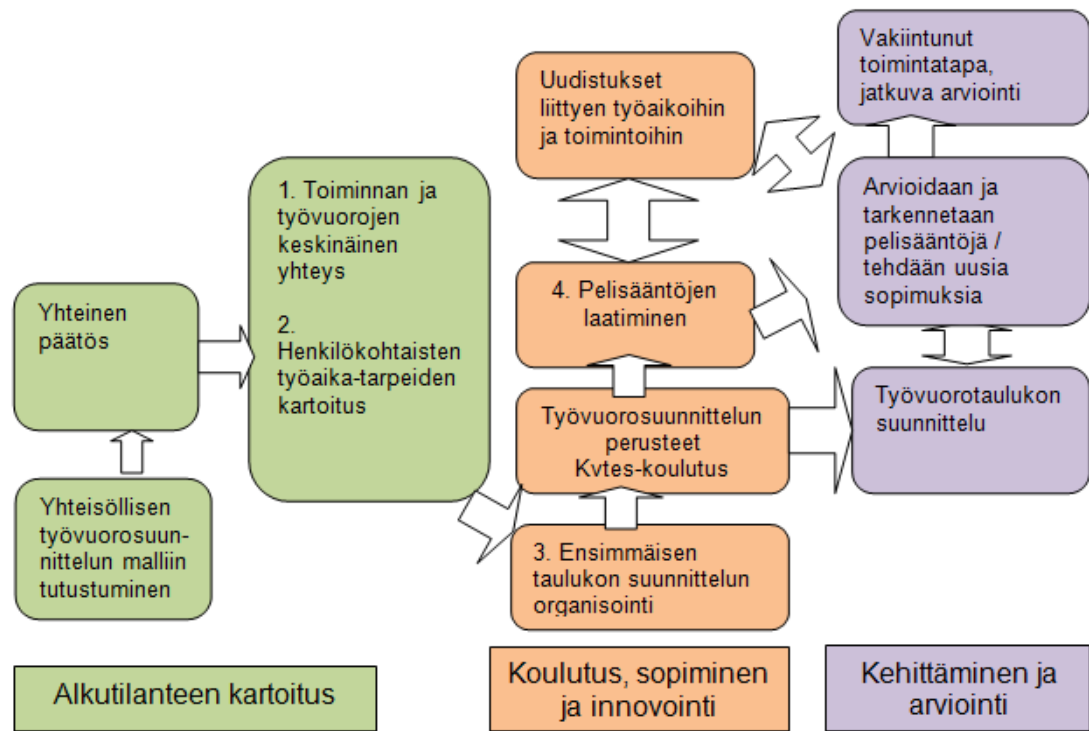 Yhteisöllisen
työvuorosuun-
nittelun malliin
tutustuminen
Yhteinen
päätös
1. Toiminnan ja
työvuorojen
keskinäinen
yhteys
2.
Henkilökohtaisten
työaika-tarpeiden
kartoitus
Uudistukset
liittyen työaikoihin
ja toimintoihin
4. Pelisääntöjen
laatiminen
Työvuorosuunnittelun
perusteet
Kvtes-koulutus
3. Ensimmäisen
taulukon suunnittelun
organisointi
Vakiintunut
toimintatapa,
jatkuva arviointi
Arvioidaan ja
tarkennetaan
pelisääntöjä /
tehdään uusia
sopimuksia
Työvuorotaulukon
suunnittelu
Alkutilanteen kartoitus
Koulutus, sopiminen
ja innovointi
Kehittäminen ja
arviointi